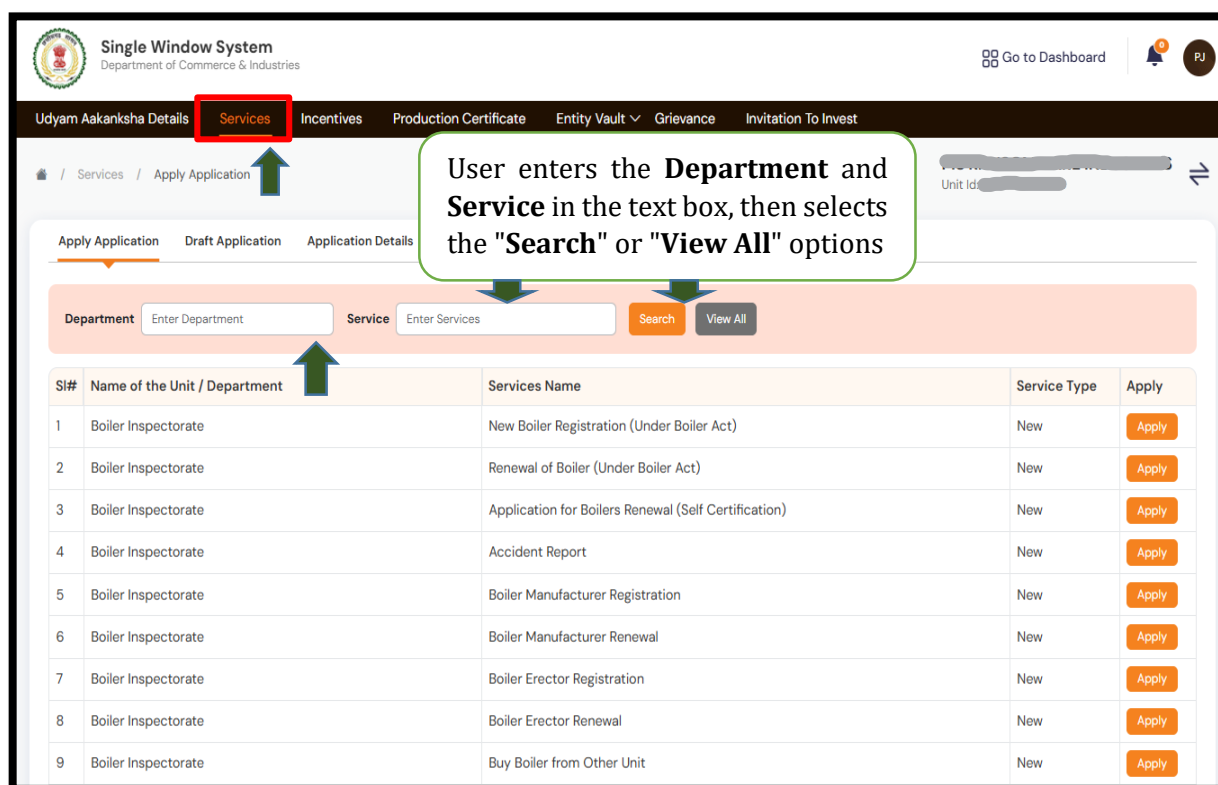 Single Window System
Department of Commerce & Industries
Go to Dashboard
0
PJ
Udyam Aakanksha Details Services Incentives Production Certificate Entity Vault Grievance Invitation To Invest
/ Services / Apply Application
User enters the Department and
Service in the text box, then selects
the "Search" or "View All" options
Unit Id:
Apply Application Draft Application Application Details
Department Enter Department Service Enter Services Search View All
Sl# Name of the Unit / Department Services Name Service Type Apply
1 Boiler Inspectorate New Boiler Registration (Under Boiler Act) New Apply
2 Boiler Inspectorate Renewal of Boiler (Under Boiler Act) New Apply
3 Boiler Inspectorate Application for Boilers Renewal (Self Certification) New Apply
4 Boiler Inspectorate Accident Report New Apply
5 Boiler Inspectorate Boiler Manufacturer Registration New Apply
6 Boiler Inspectorate Boiler Manufacturer Renewal New Apply
7 Boiler Inspectorate Boiler Erector Registration New Apply
8 Boiler Inspectorate Boiler Erector Renewal New Apply
9 Boiler Inspectorate Buy Boiler from Other Unit New Apply